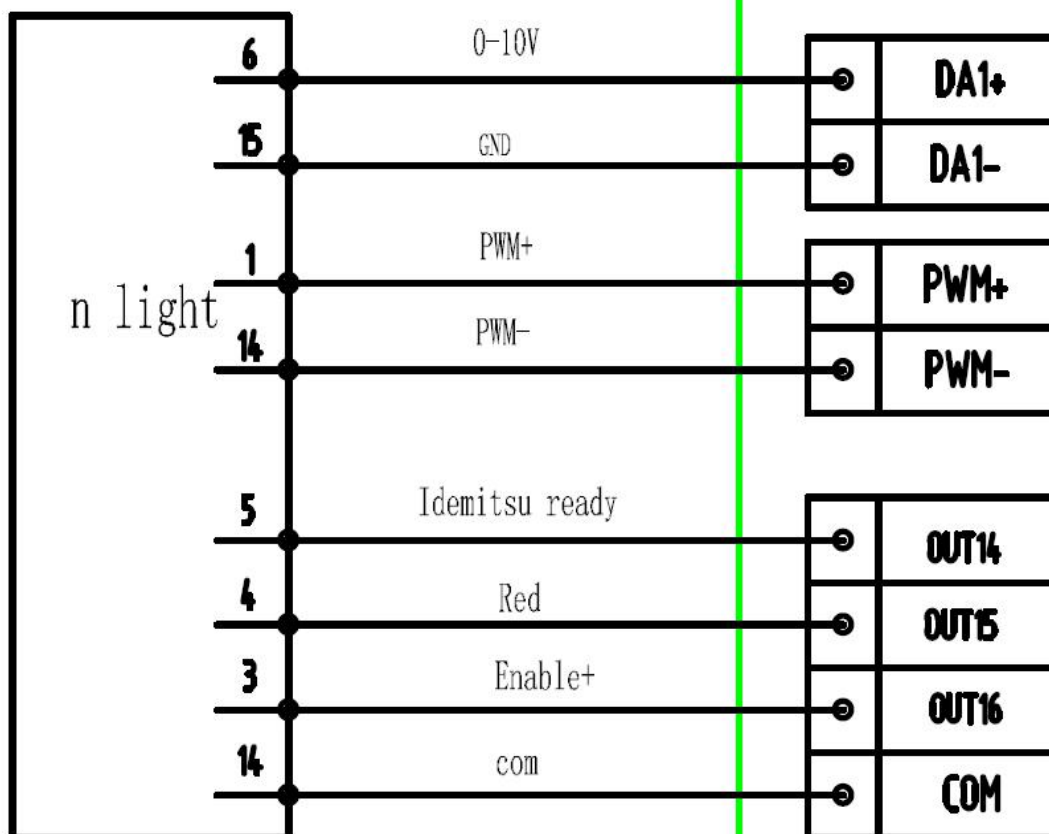 6 0-10V DA1+
15 GND DA1-
1 PWM+ PWM+
n light
14 PWM- PWM-
5 Idemitsu ready OUT14
4 Red OUT15
3 Enable+ OUT16
14 com COM